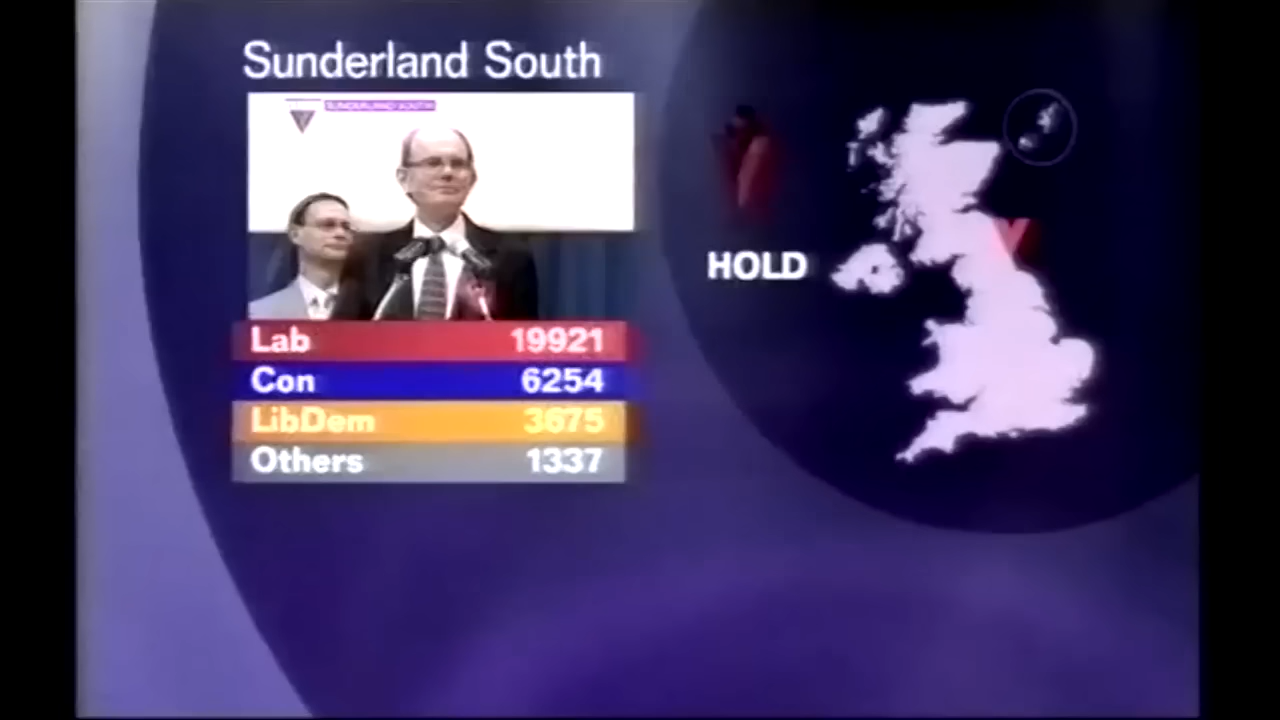 Sunderland South
SUNDERLAND SOUTH
HOLD
Lab 19921
Con 6254
LibDem 3675
Others 1337